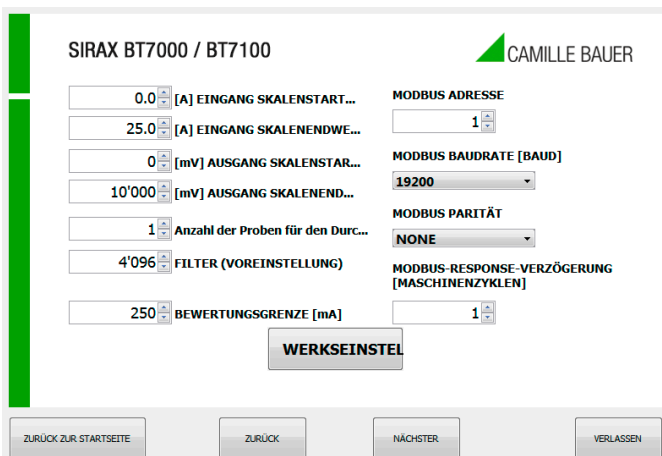 SIRAX BT7000 / BT7100
CAMILLE BAUER
0.0 [A] EINGANG SKALENSTART...
25.0 [A] EINGANG SKALENENDWE...
0 [mV] AUSGANG SKALENSTAR...
10'000 [mV] AUSGANG SKALENEND...
1 Anzahl der Proben für den Durc...
4'096 FILTER (VOREINSTELLUNG)
250 BEWERTUNGSGRENZE [mA]
MODBUS ADRESSE
1
MODBUS BAUDRATE [BAUD]
19200
MODBUS PARITÄT
NONE
MODBUS-RESPONSE-VERZÖGERUNG
[MASCHINENZYKLEN]
1
WERKSEINSTEL
ZURÜCK ZUR STARTSEITE
ZURÜCK
NÄCHSTER
VERLASSEN